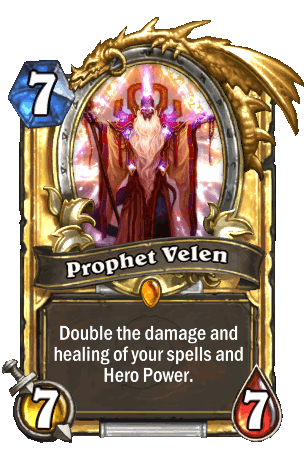 7
Prophet Velen
Double the damage and
healing of your spells and
Hero Power.
7
7